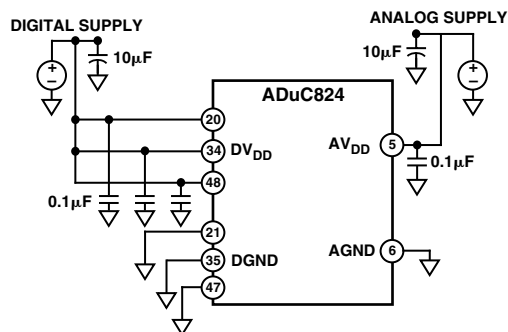 DIGITAL SUPPLY
ANALOG SUPPLY
+
−
10μF
10μF
+
−
ADuC824
20
34
DVDD
48
5
AVDD
0.1μF
0.1μF
21
35
DGND
47
AGND
6